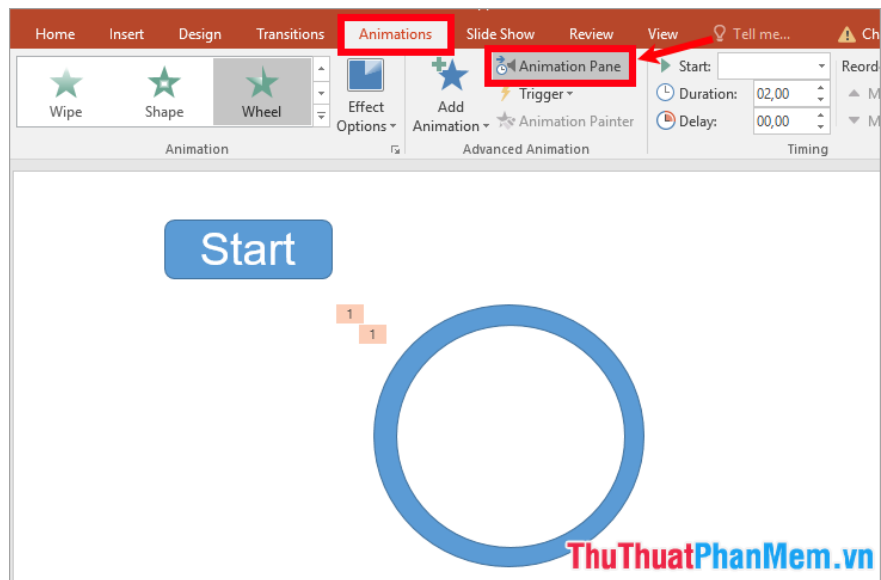 Home Insert Design Transitions Animations Slide Show Review View Tell me... Ch
Animation Pane Start: Reord
Trigger Duration: 02,00 M
Wipe Shape Wheel Effect Options Add Animation Animation Painter Delay: 00,00 M
Animation Advanced Animation Timing
Start
1
1
ThuThuatPhanMem.vn